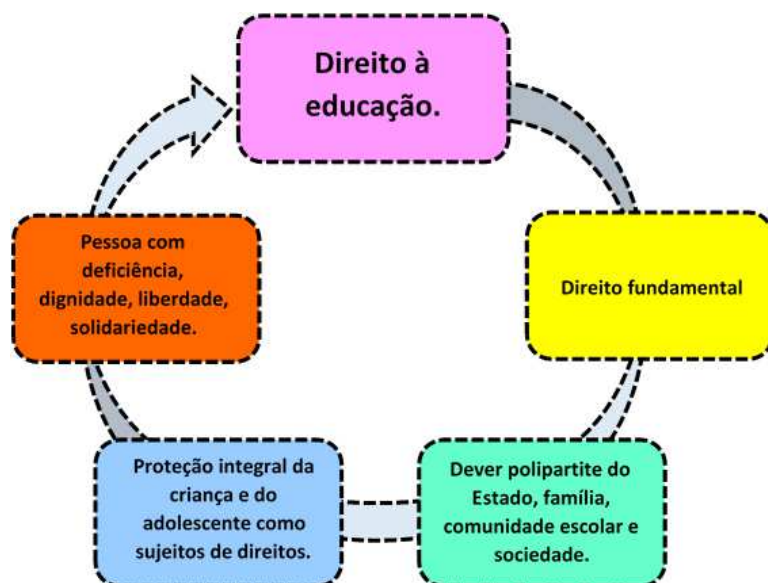 Direito à
educação.
Direito fundamental
Dever polipartite do
Estado, família,
comunidade escolar e
sociedade.
Proteção integral da
criança e do
adolescente como
sujeitos de direitos.
Pessoa com
deficiência,
dignidade, liberdade,
solidariedade.